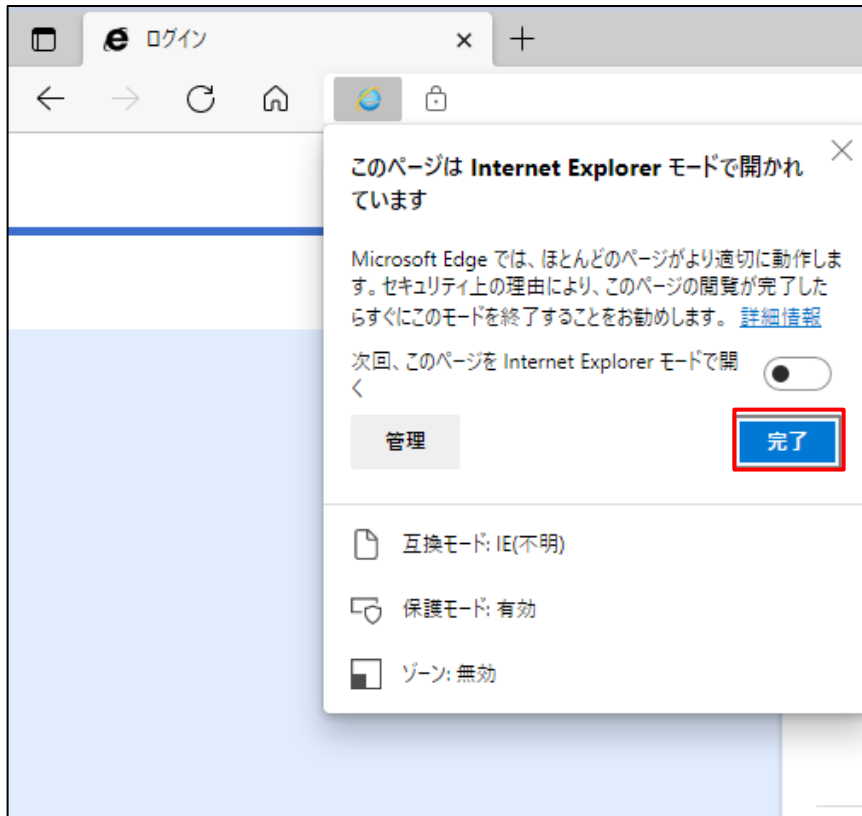 ログイン
このページは Internet Explorer モードで開かれ
ています
Microsoft Edge では、ほとんどのページがより適切に動作しま
す。セキュリティ上の理由により、このページの閲覧が完了した
らすぐにこのモードを終了することをお勧めします。 詳細情報
次回、このページを Internet Explorer モードで開
く
管理
完了
互換モード: IE(不明)
保護モード: 有効
ゾーン: 無効